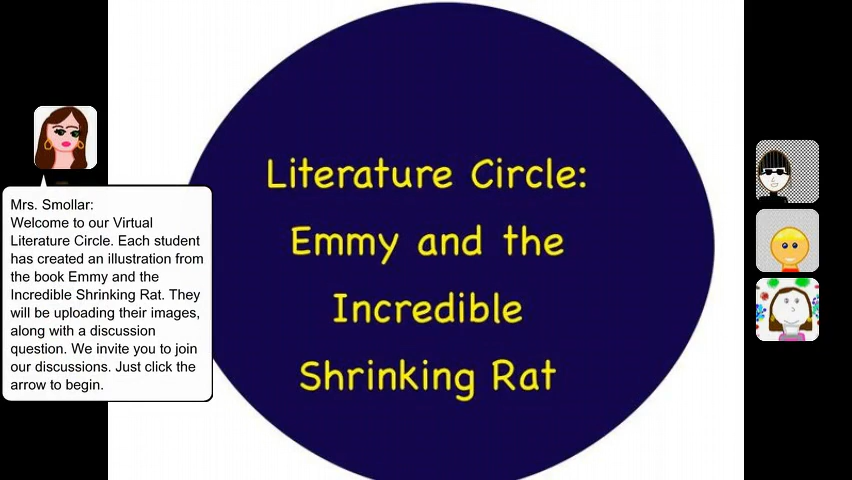 Mrs. Smollar:
Welcome to our Virtual
Literature Circle. Each student
has created an illustration from
the book Emmy and the
Incredible Shrinking Rat. They
will be uploading their images,
along with a discussion
question. We invite you to join
our discussions. Just click the
arrow to begin.
Literature Circle:
Emmy and the
Incredible
Shrinking Rat